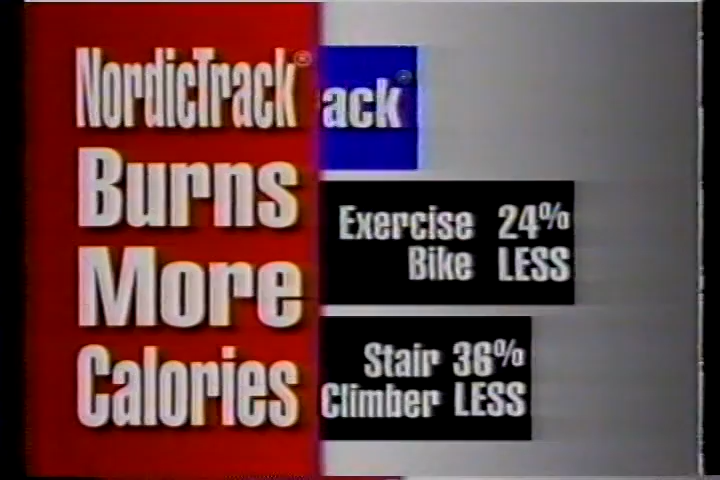 NordicTrack®
Burns
More
Calories
ack®
Exercise 24%
Bike LESS
Stair 36%
Climber LESS